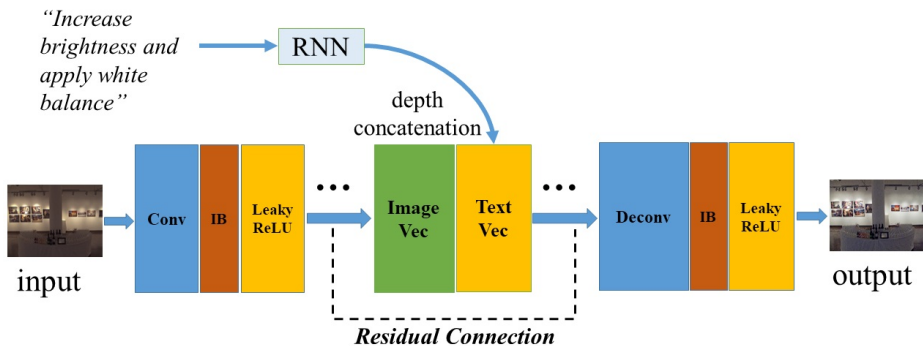 “Increase
brightness and
apply white
balance”
RNN
depth
concatenation
Conv
IB
Leaky
ReLU
•••
Image
Vec
Text
Vec
•••
Deconv
IB
Leaky
ReLU
input
output
Residual Connection